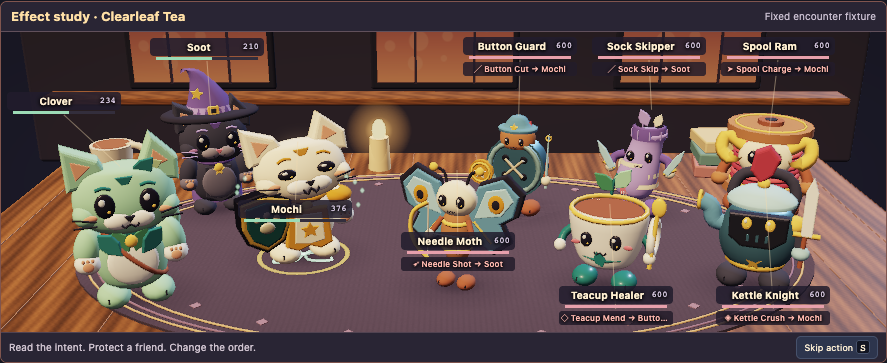 Effect study · Clearleaf Tea
Fixed encounter fixture
Soot 210
Button Guard 600
Button Cut → Mochi
Sock Skipper 600
Sock Skip → Soot
Spool Ram 600
Spool Charge → Mochi
Clover 234
Mochi 376
Needle Moth 600
Needle Shot → Soot
Teacup Healer 600
Teacup Mend → Butto...
Kettle Knight 600
Kettle Crush → Mochi
Read the intent. Protect a friend. Change the order.
Skip action S